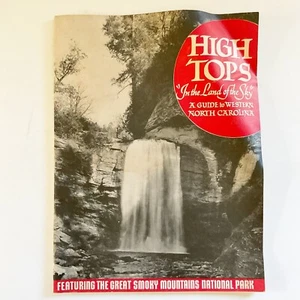 HIGH
TOPS
"In the Land of the Sky"
A GUIDE to WESTERN
NORTH CAROLINA
FEATURING THE GREAT SMOKY MOUNTAINS NATIONAL PARK